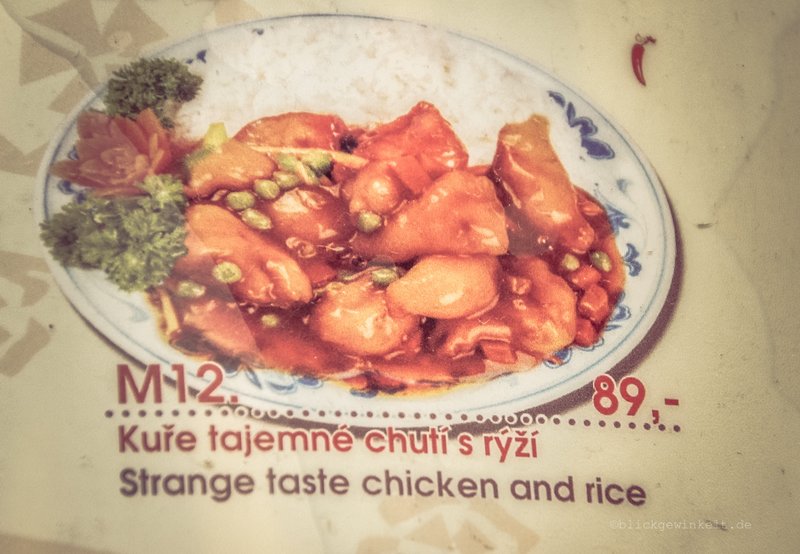 M12. 89,-
Kuře tajemné chutí s rýží
Strange taste chicken and rice
©blickgewinkelt.de